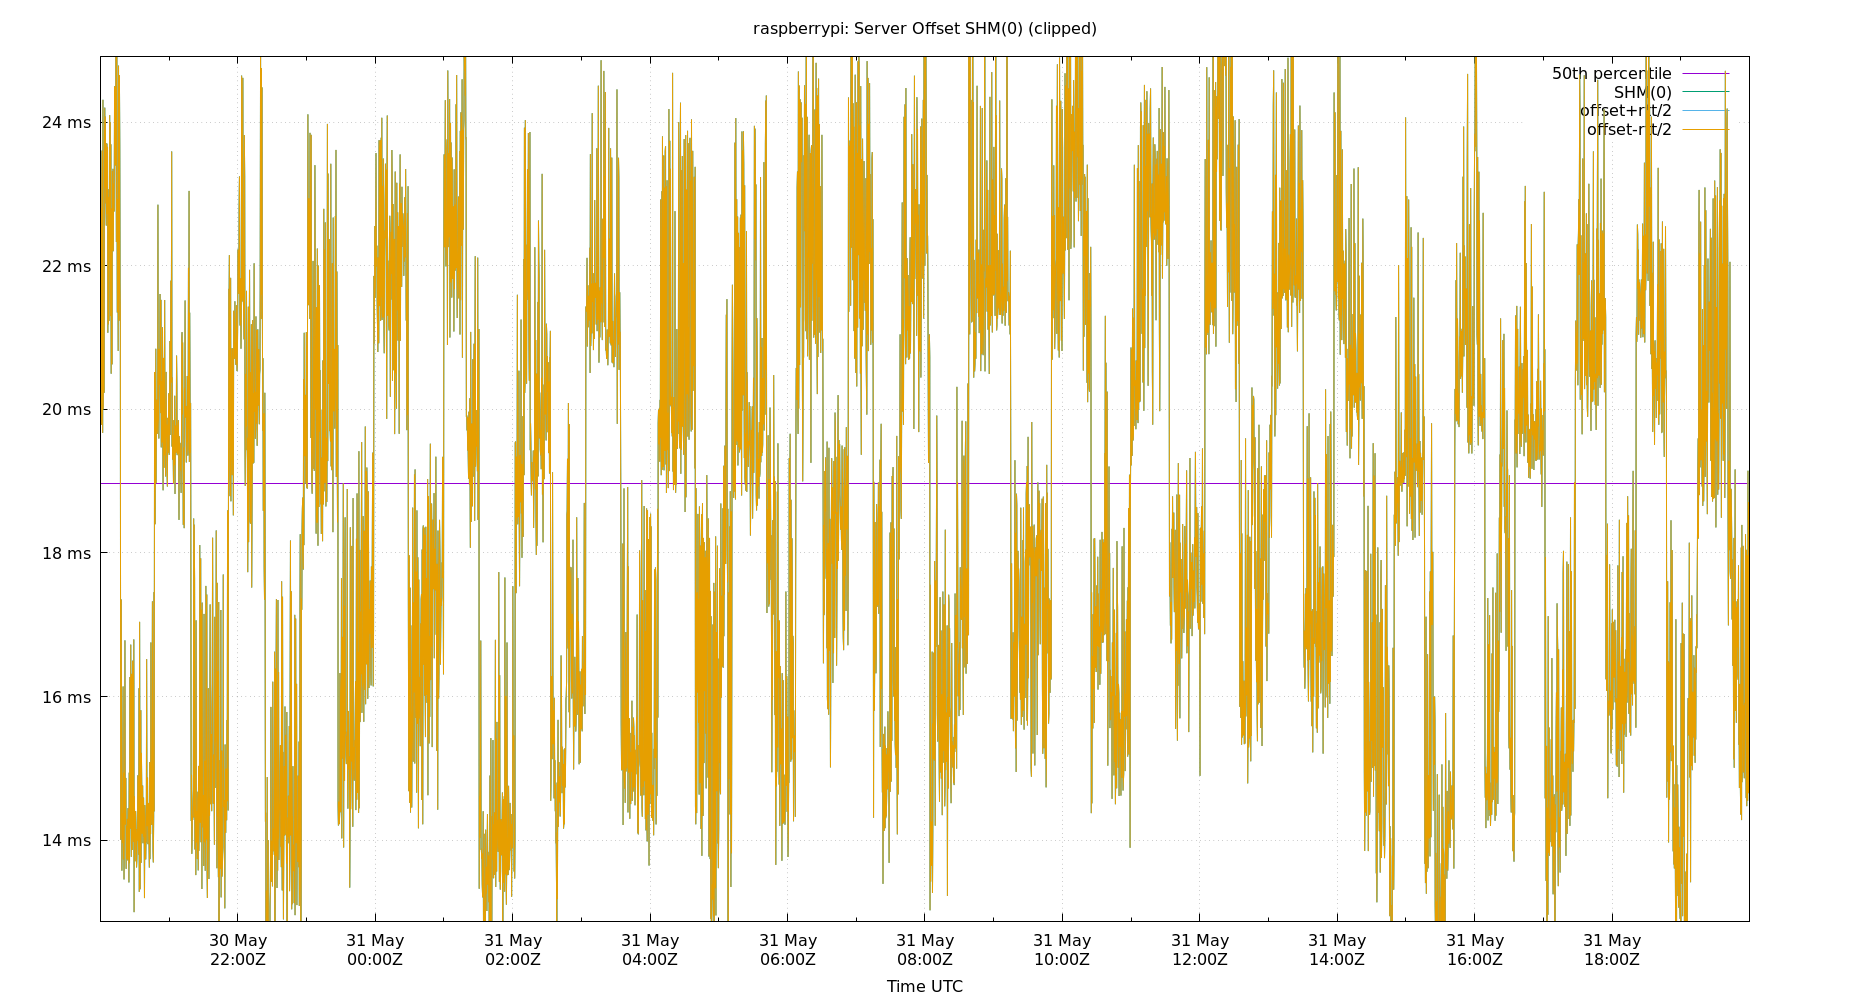 raspberrypi: Server Offset SHM(0) (clipped)
50th percentile
SHM(0)
offset+rtt/2
offset-rtt/2
24 ms
22 ms
20 ms
18 ms
16 ms
14 ms
30 May 31 May 31 May 31 May 31 May 31 May 31 May 31 May 31 May 31 May 31 May
22:00Z 00:00Z 02:00Z 04:00Z 06:00Z 08:00Z 10:00Z 12:00Z 14:00Z 16:00Z 18:00Z
Time UTC